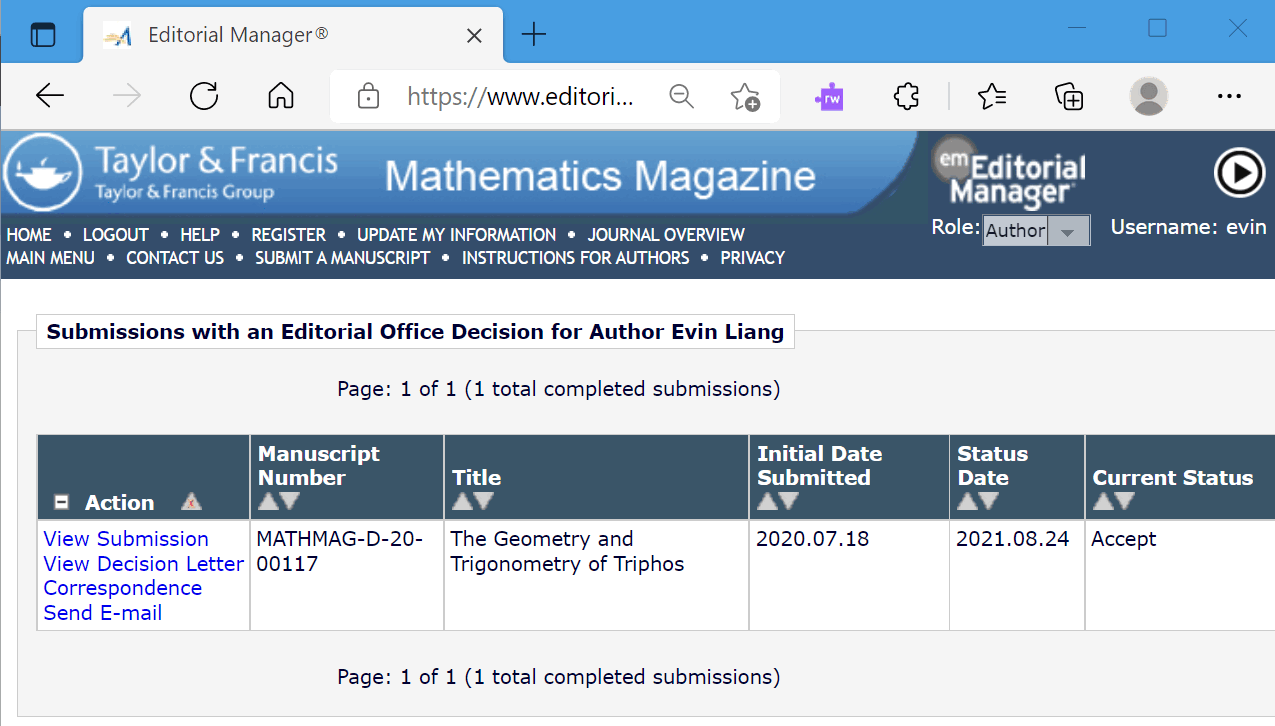 Editorial Manager®
https://www.editori...
rw
Taylor & Francis
Taylor & Francis Group
Mathematics Magazine
em Editorial
Manager®
HOME • LOGOUT • HELP • REGISTER • UPDATE MY INFORMATION • JOURNAL OVERVIEW
MAIN MENU • CONTACT US • SUBMIT A MANUSCRIPT • INSTRUCTIONS FOR AUTHORS • PRIVACY
Role: Author Username: evin
Submissions with an Editorial Office Decision for Author Evin Liang
Page: 1 of 1 (1 total completed submissions)
Action
Manuscript
Number
Title
Initial Date
Submitted
Status
Date
Current Status
View Submission
View Decision Letter
Correspondence
Send E-mail
MATHMAG-D-20-
00117
The Geometry and
Trigonometry of Triphos
2020.07.18
2021.08.24
Accept
Page: 1 of 1 (1 total completed submissions)